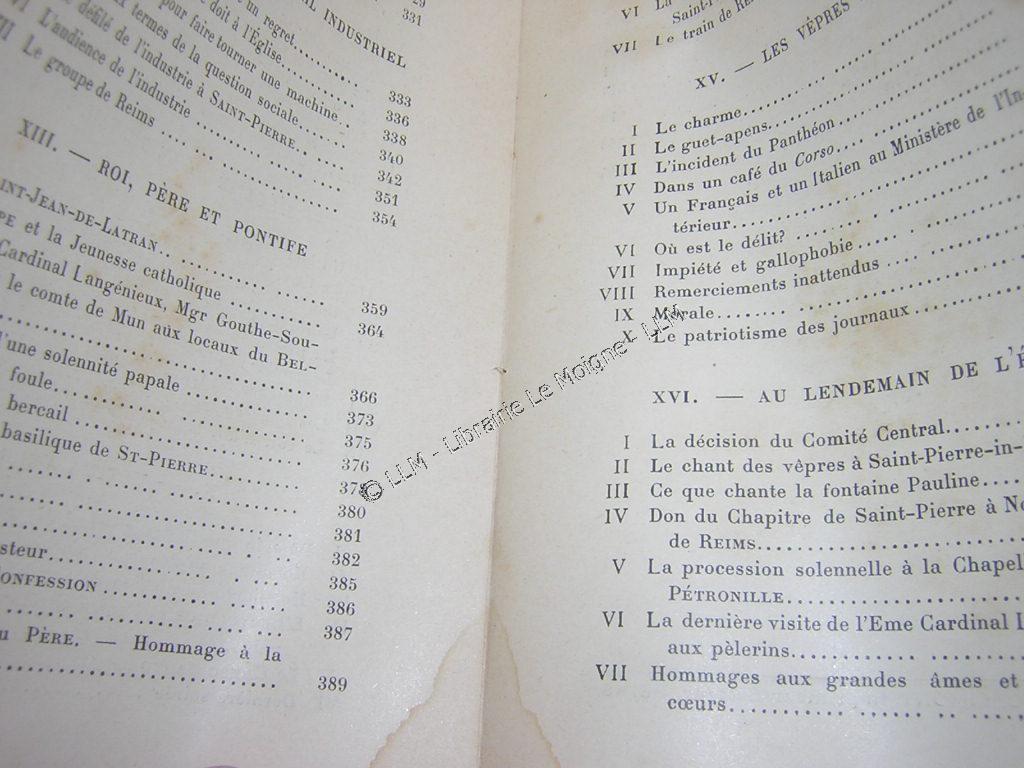 29
331
IAL INDUSTRIEL
un regret
doit à l'Église
pour faire tourner une machine 333
termes de la question sociale 336
338
défilé de l'industrie à SAINT-PIERRE 340
L'audience de l'industrie 342
351
Le groupe de Reims 354
XIII. — ROI, PÈRE ET PONTIFE
INT-JEAN-DE-LATRAN 359
PE et la Jeunesse catholique 364
Cardinal Langénieux, Mgr Gouthe-Sou-
le comte de Mun aux locaux du BEL-
366
l'une solennité papale 373
foule 375
bercail 376
basilique de ST-PIERRE 378
380
381
382
steur 385
ONFESSION 386
387
u PÈRE. — Hommage à la
389
VI La
Saint-
VII Le train de Re
XV. — LES VÊPRES
I Le charme
II Le guet-apens
III L'incident du Panthéon
IV Dans un café du Corso
V Un Français et un Italien au Ministère de l'In-
térieur
VI Où est le délit?
VII Impiété et gallophobie
VIII Remerciements inattendus
IX Morale
X Le patriotisme des journaux
XVI. — AU LENDEMAIN DE L'É
I La décision du Comité Central
II Le chant des vêpres à Saint-Pierre-in-
III Ce que chante la fontaine Pauline
IV Don du Chapitre de Saint-Pierre à No
de REIMS
V La procession solennelle à la Chapel
PÉTRONILLE
VI La dernière visite de l'Eme Cardinal L
aux pèlerins
VII Hommages aux grandes âmes et
cœurs
© LLM - Librairie Le Moigne - LLM